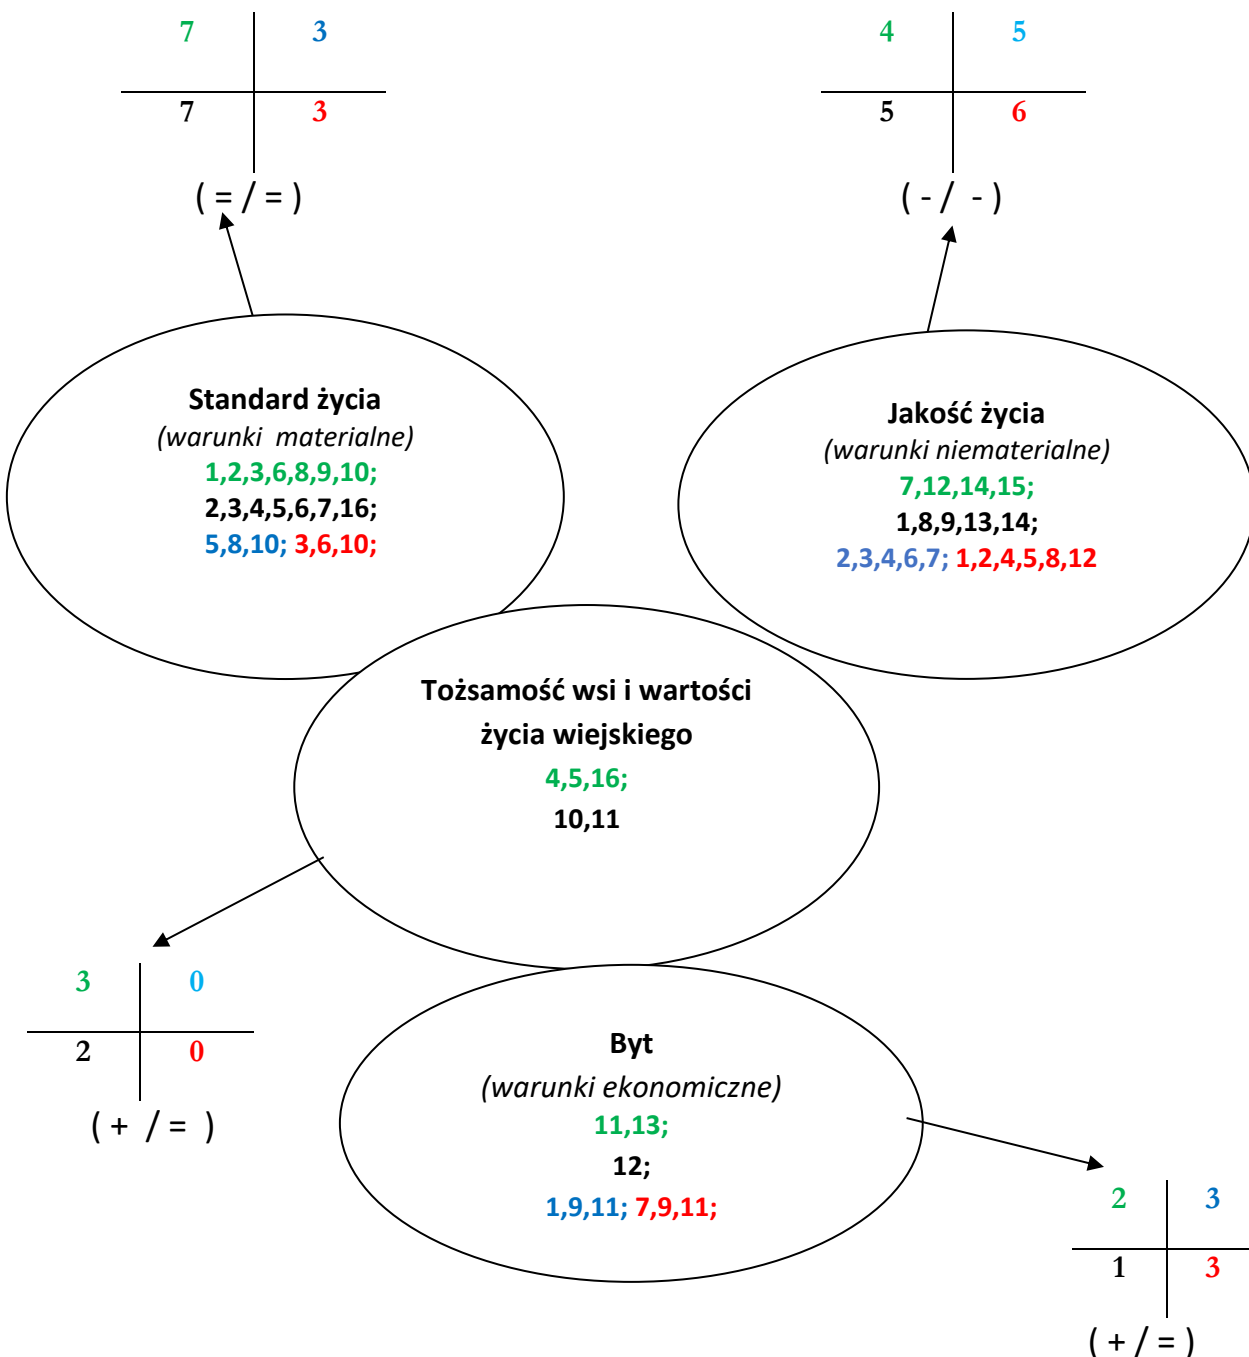 7 3
7 3
( = / = )
4 5
5 6
( - / - )
Standard życia
(warunki materialne)
1,2,3,6,8,9,10;
2,3,4,5,6,7,16;
5,8,10; 3,6,10;
Jakość życia
(warunki niematerialne)
7,12,14,15;
1,8,9,13,14;
2,3,4,6,7; 1,2,4,5,8,12
Tożsamość wsi i wartości
życia wiejskiego
4,5,16;
10,11
3 0
2 0
( + / = )
Byt
(warunki ekonomiczne)
11,13;
12;
1,9,11; 7,9,11;
2 3
1 3
( + / = )